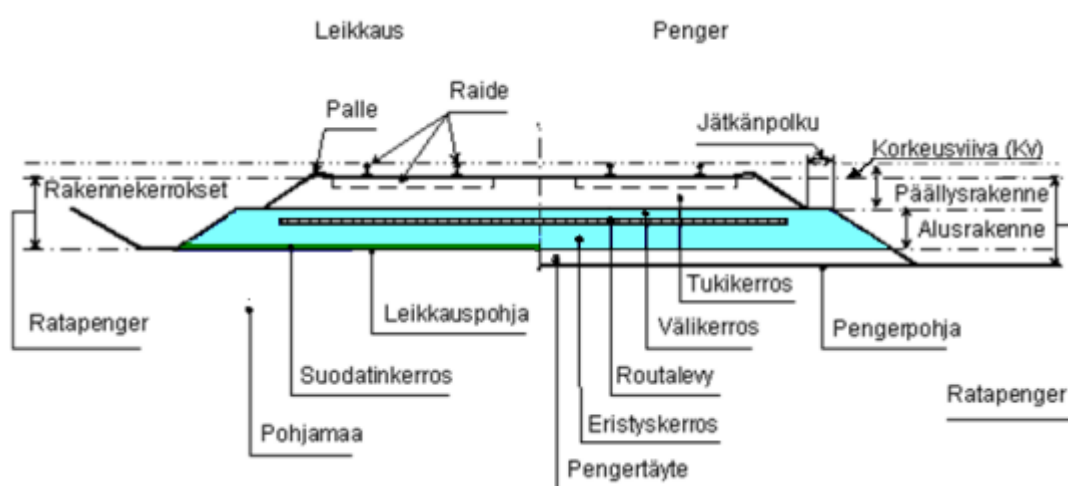 Leikkaus
Penger
Raide
Palle
Jätkänpolku
Korkeusviiva (Kv)
Rakennekerrokset
Päällysrakenne
Alusrakenne
Tukikerros
Ratapenger
Leikkauspohja
Välikerros
Pengerpohja
Suodatinkerros
Routalevy
Ratapenger
Eristyskerros
Pohjamaa
Pengertäyte